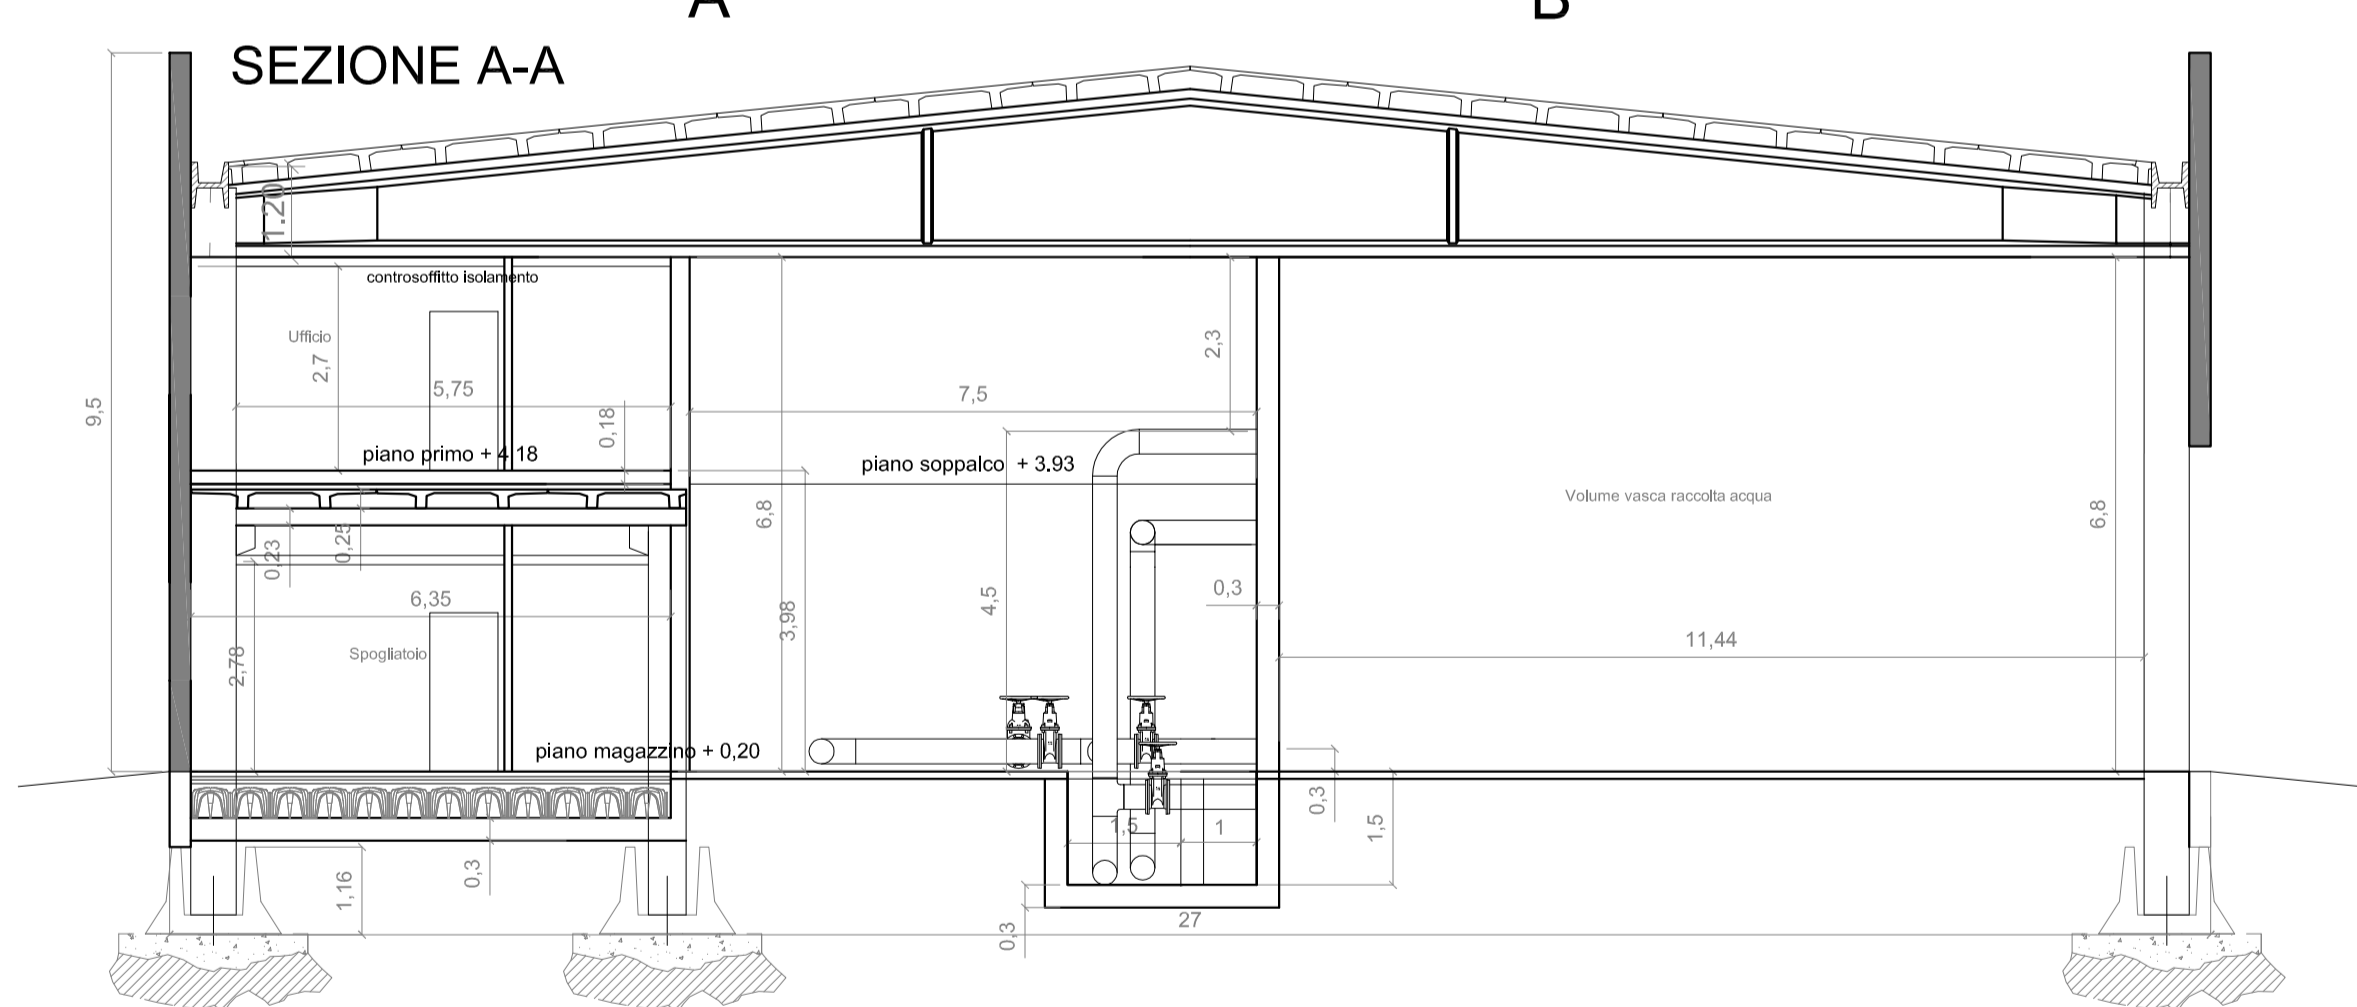 A B
SEZIONE A-A
1.20
controsoffitto isolamento
Ufficio
2,7
2,3
5,75
7,5
9,5
0,18
piano primo + 4.18
piano soppalco + 3.93
Volume vasca raccolta acqua
6,8
6,8
0,23
0,25
6,35
4,5
0,3
3,98
11,44
Spogliatoio
2,78
piano magazzino + 0,20
0,3
1,5
1
1,5
1,16
0,3
27
0,3